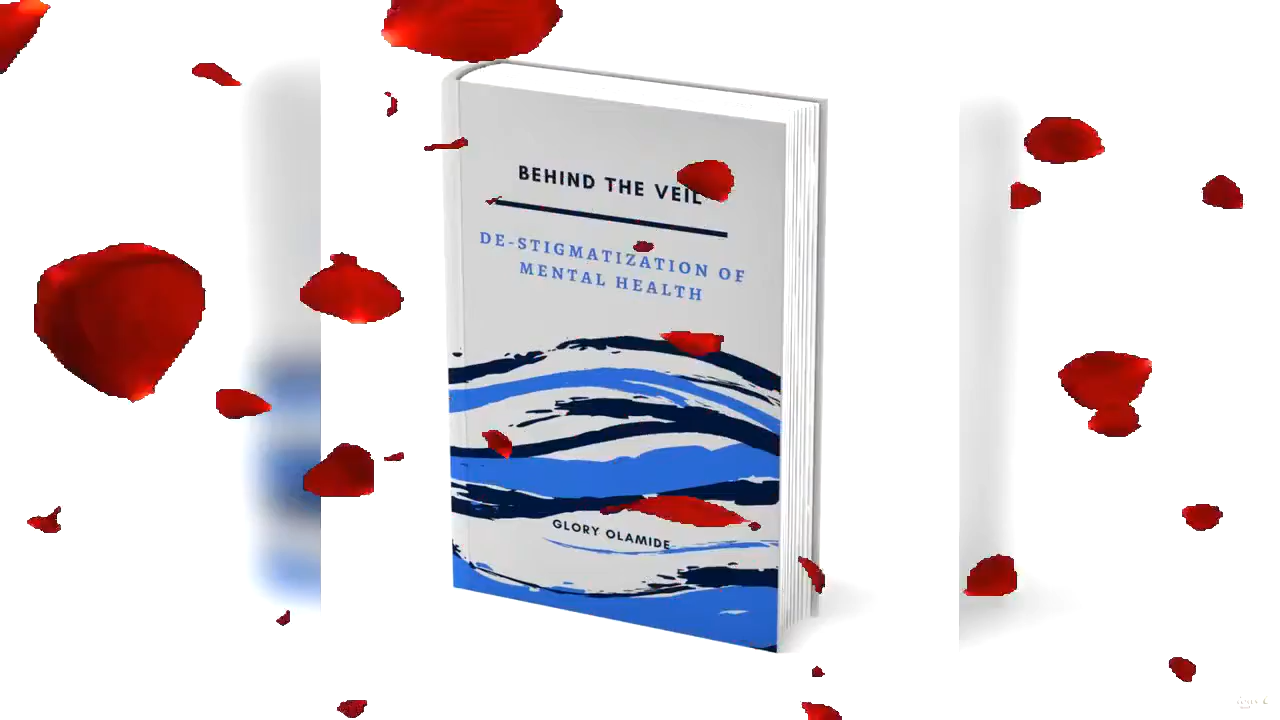 BEHIND THE VEIL
DE-STIGMATIZATION OF
MENTAL HEALTH
GLORY OLAMIDE